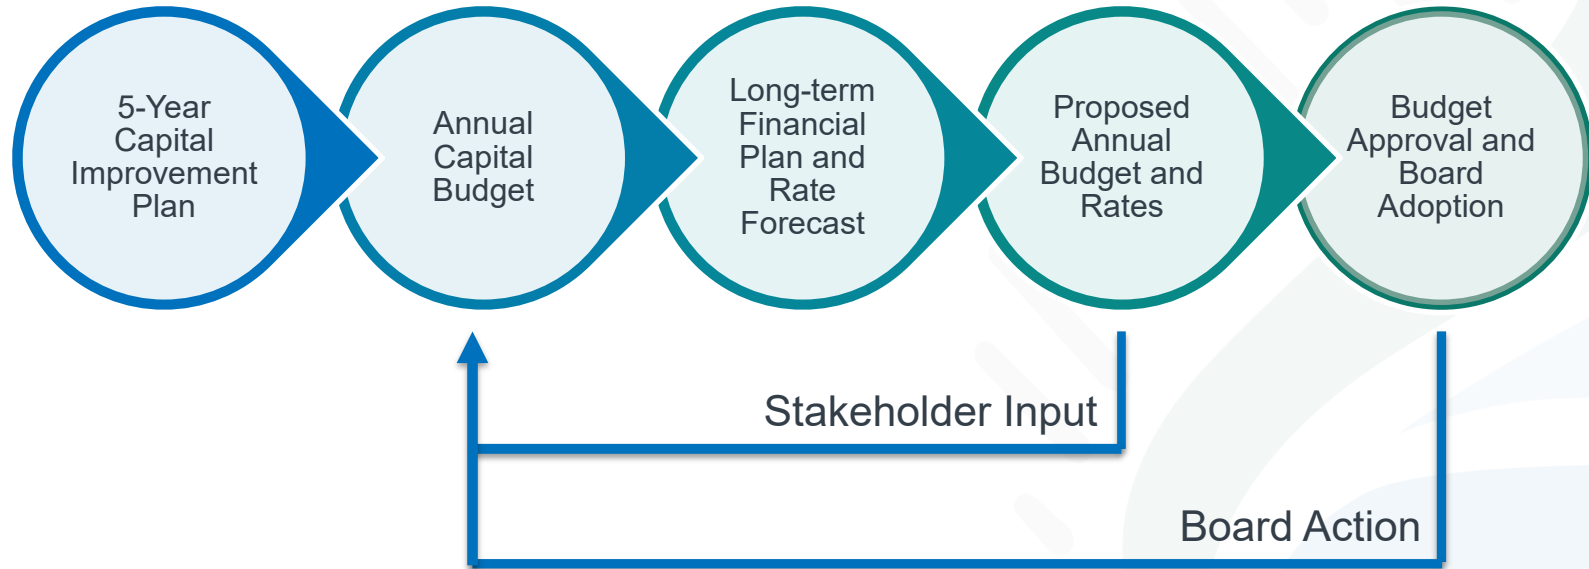 5-Year
Capital
Improvement
Plan
Annual
Capital
Budget
Long-term
Financial
Plan and
Rate
Forecast
Proposed
Annual
Budget and
Rates
Budget
Approval and
Board
Adoption
Stakeholder Input
Board Action